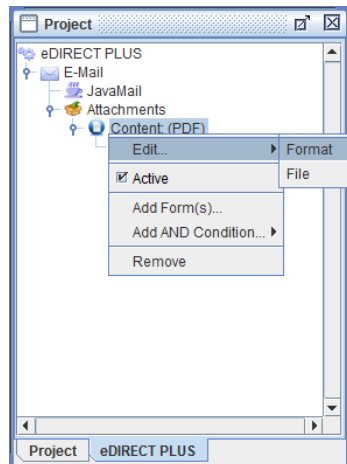 Project
eDIRECT PLUS
E-Mail
JavaMail
Attachments
Content: (PDF)
Edit...
Format
File
Active
Add Form(s)...
Add AND Condition...
Remove
Project
eDIRECT PLUS